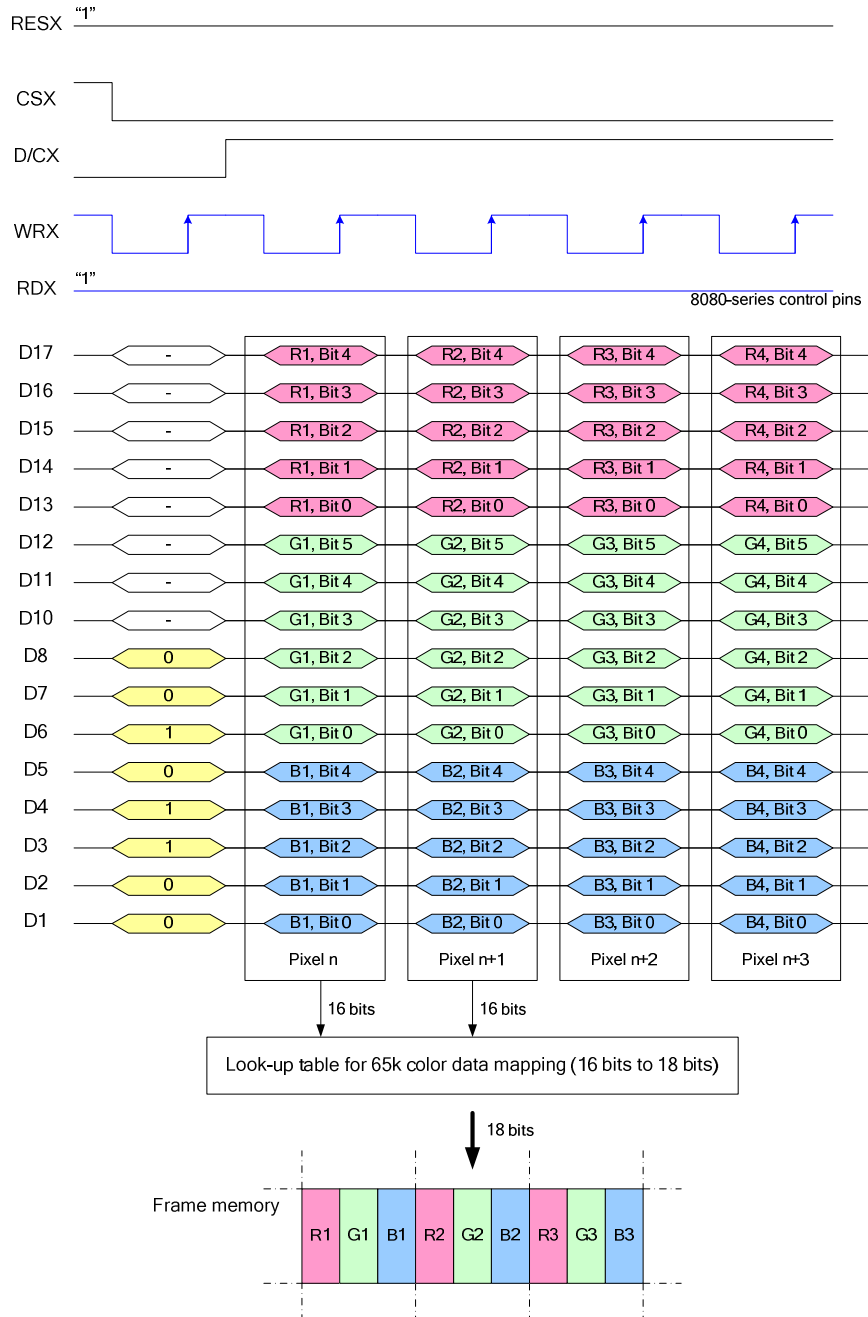 RESX “1”
CSX
D/CX
WRX
RDX “1”
8080-series control pins
D17 - R1, Bit 4 R2, Bit 4 R3, Bit 4 R4, Bit 4
D16 - R1, Bit 3 R2, Bit 3 R3, Bit 3 R4, Bit 3
D15 - R1, Bit 2 R2, Bit 2 R3, Bit 2 R4, Bit 2
D14 - R1, Bit 1 R2, Bit 1 R3, Bit 1 R4, Bit 1
D13 - R1, Bit 0 R2, Bit 0 R3, Bit 0 R4, Bit 0
D12 - G1, Bit 5 G2, Bit 5 G3, Bit 5 G4, Bit 5
D11 - G1, Bit 4 G2, Bit 4 G3, Bit 4 G4, Bit 4
D10 - G1, Bit 3 G2, Bit 3 G3, Bit 3 G4, Bit 3
D8 0 G1, Bit 2 G2, Bit 2 G3, Bit 2 G4, Bit 2
D7 0 G1, Bit 1 G2, Bit 1 G3, Bit 1 G4, Bit 1
D6 1 G1, Bit 0 G2, Bit 0 G3, Bit 0 G4, Bit 0
D5 0 B1, Bit 4 B2, Bit 4 B3, Bit 4 B4, Bit 4
D4 1 B1, Bit 3 B2, Bit 3 B3, Bit 3 B4, Bit 3
D3 1 B1, Bit 2 B2, Bit 2 B3, Bit 2 B4, Bit 2
D2 0 B1, Bit 1 B2, Bit 1 B3, Bit 1 B4, Bit 1
D1 0 B1, Bit 0 B2, Bit 0 B3, Bit 0 B4, Bit 0
Pixel n Pixel n+1 Pixel n+2 Pixel n+3
16 bits 16 bits
Look-up table for 65k color data mapping (16 bits to 18 bits)
18 bits
Frame memory
R1 G1 B1 R2 G2 B2 R3 G3 B3